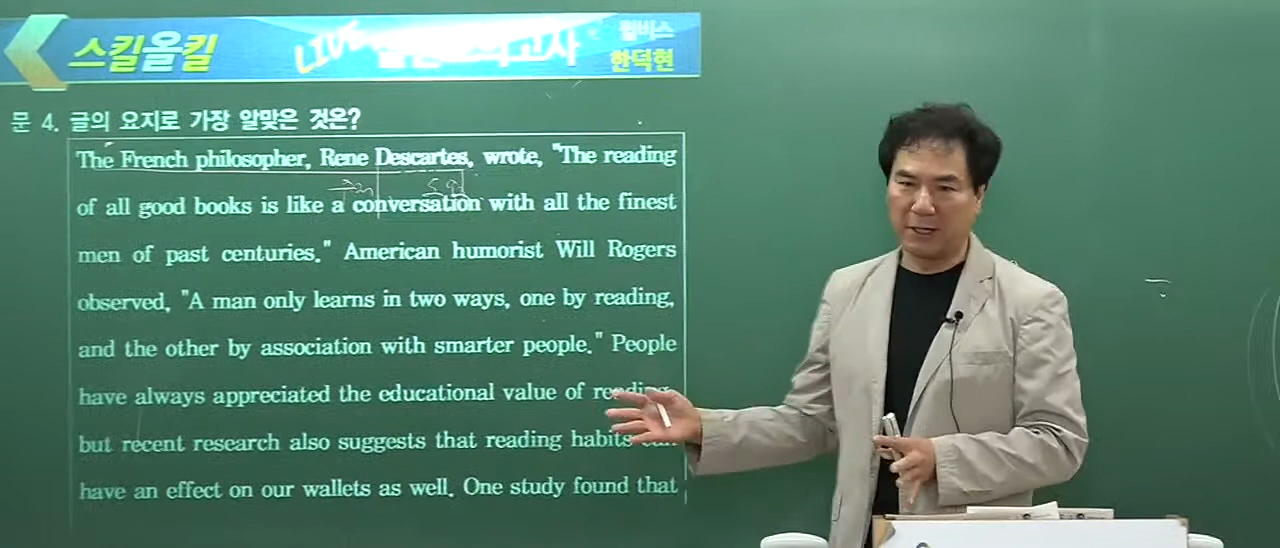 스킬올킬
LIVE
윌비스
한덕현
문 4. 글의 요지로 가장 알맞은 것은?
The French philosopher, Rene Descartes, wrote, "The reading
of all good books is like a conversation with all the finest
men of past centuries." American humorist Will Rogers
observed, "A man only learns in two ways, one by reading,
and the other by association with smarter people." People
have always appreciated the educational value of reading,
but recent research also suggests that reading habits can
have an effect on our wallets as well. One study found that